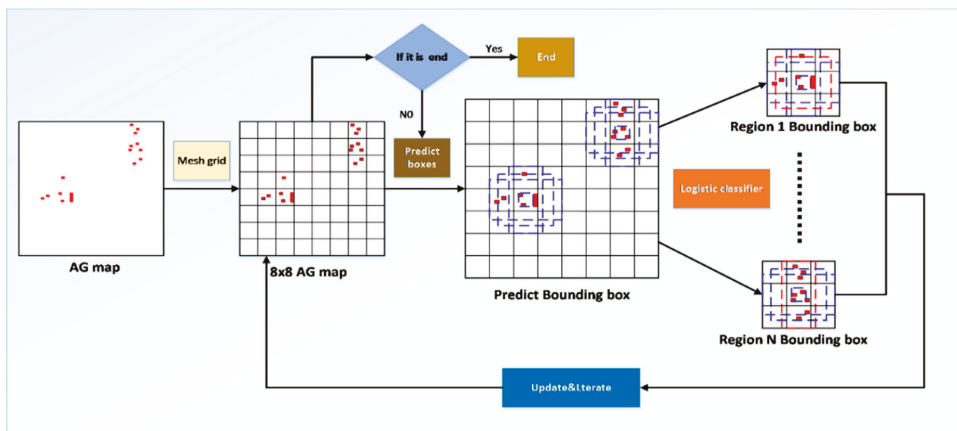 If it is end
Yes
End
N0
Predict
boxes
Mesh grid
AG map
8x8 AG map
Predict Bounding box
Logistic classifier
Region 1 Bounding box
Region N Bounding box
Update&Lterate